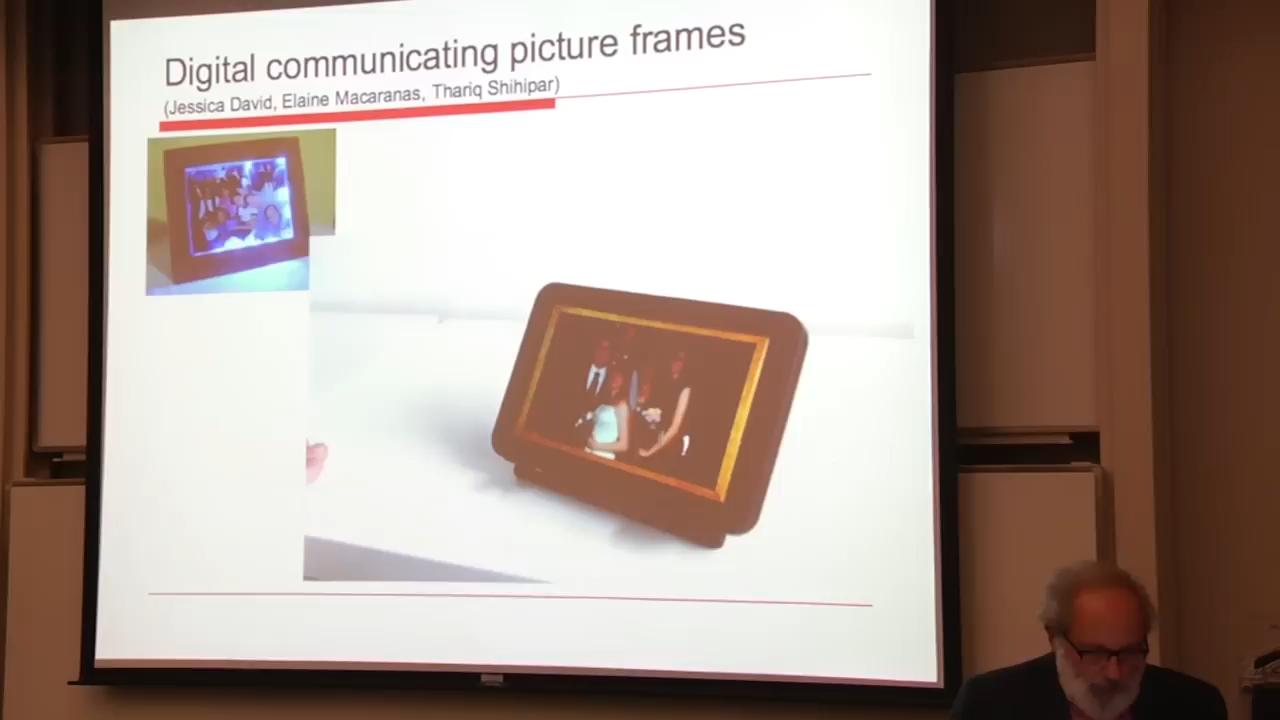 Digital communicating picture frames
(Jessica David, Elaine Macaranas, Thariq Shihipar)